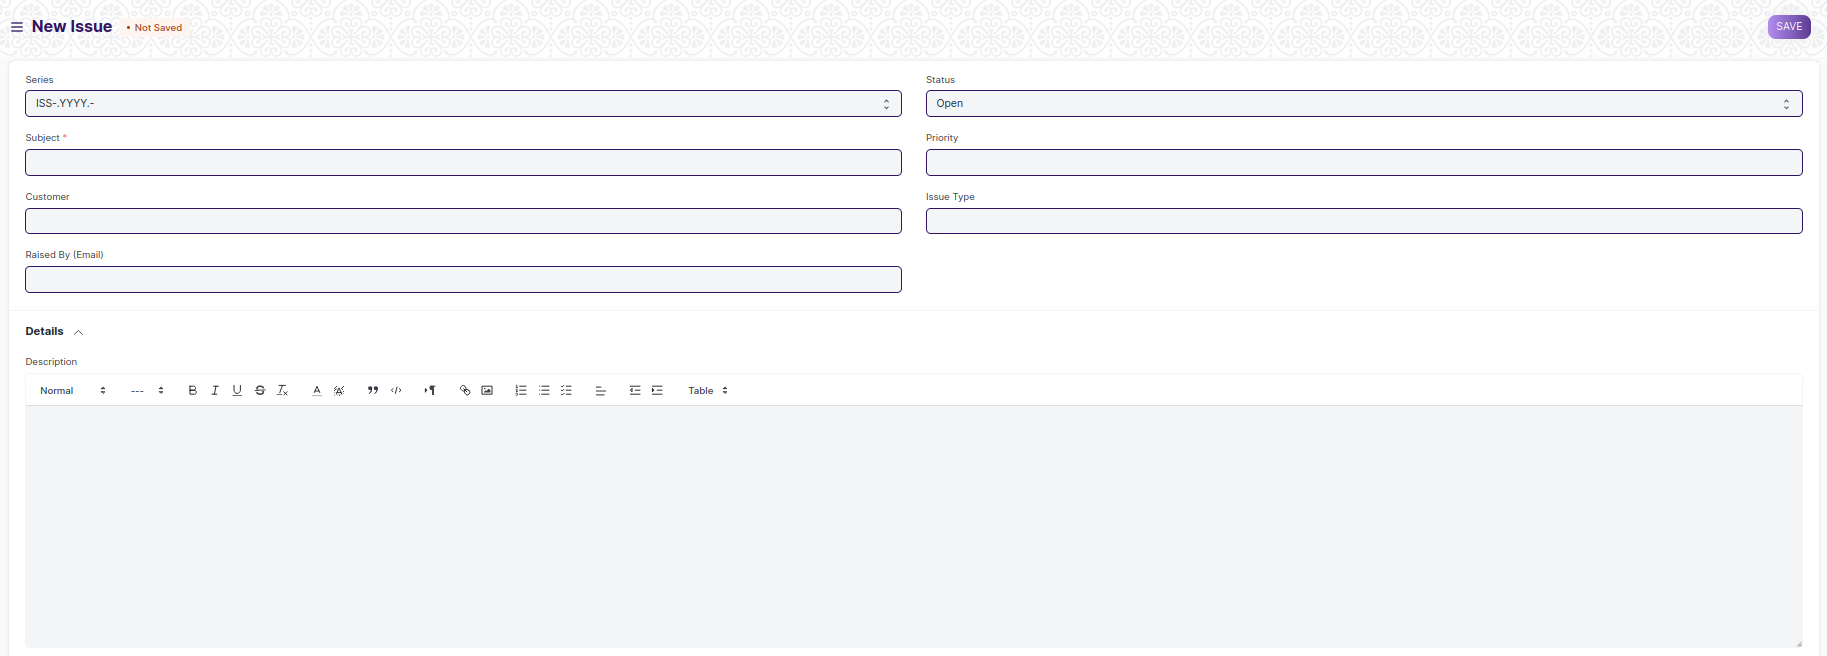 New Issue • Not Saved SAVE
Series Status
ISS-.YYYY.- Open
Subject * Priority
Customer Issue Type
Raised By (Email)
Details
Description
Normal --- Table